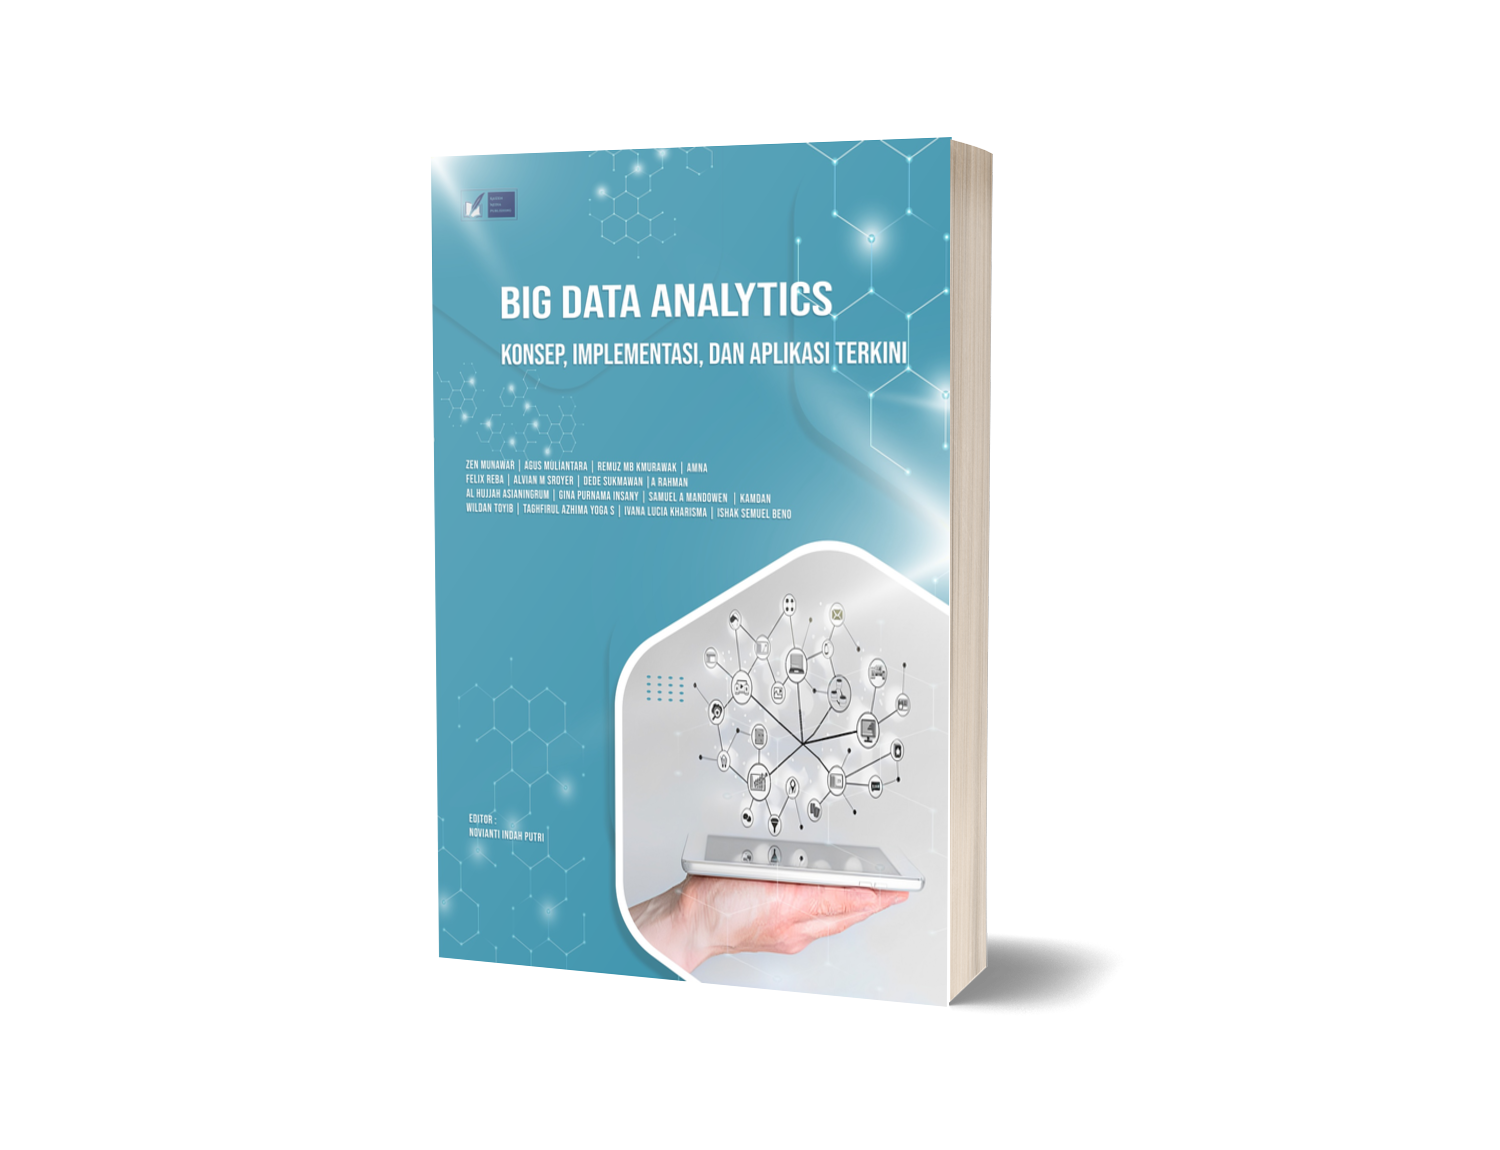 BIG DATA ANALYTICS
KONSEP, IMPLEMENTASI, DAN APLIKASI TERKINI
ZEN MUNAWAR | AGUS MULIANTARA | REMUZ MB KMURAWAK | AMNA
FELIX REBA | ALVIAN M SROYER | DEDE SUKMAWAN | A RAHMAN
AL HUJJAH ASIANINGRUM | GINA PURNAMA INSANY | SAMUEL A MANDOWEN | KAMDAN
WILDAN TOYIB | TAGHFIRUL AZHIMA YOGA S | IVANA LUCIA KHARISMA | ISHAK SEMUEL BENO
EDITOR :
NOVIANTI INDAH PUTRI